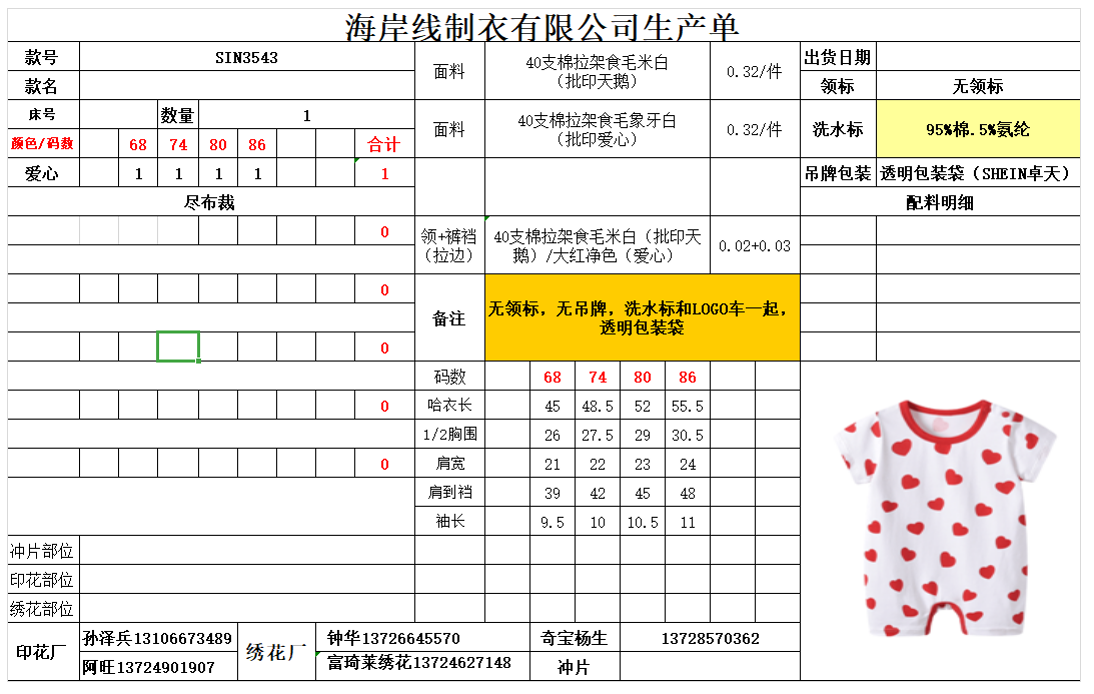 海岸线制衣有限公司生产单
款号 SIN3543 面料 40支棉拉架食毛米白 0.32/件 出货日期
（批印天鹅）
款名 领标 无领标
床号 数量 1 面料 40支棉拉架食毛象牙白 0.32/件 洗水标 95%棉.5%氨纶
（批印爱心）
颜色/码数 68 74 80 86 合计
爱心 1 1 1 1 1 吊牌包装 透明包装袋（SHEIN卓天）
尽布裁 配料明细
0 领+裤裆 40支棉拉架食毛米白（批印天 0.02+0.03
（拉边） 鹅）/大红净色（爱心）
0 备注 无领标，无吊牌，洗水标和LOGO车一起，
透明包装袋
0
码数 68 74 80 86
0 哈衣长 45 48.5 52 55.5
1/2胸围 26 27.5 29 30.5
0 肩宽 21 22 23 24
肩到裆 39 42 45 48
袖长 9.5 10 10.5 11
冲片部位
印花部位
绣花部位
印花厂 孙泽兵13106673489 绣花厂 钟华13726645570 奇宝杨生 13728570362
阿旺13724901907 富琦莱绣花13724627148 冲片